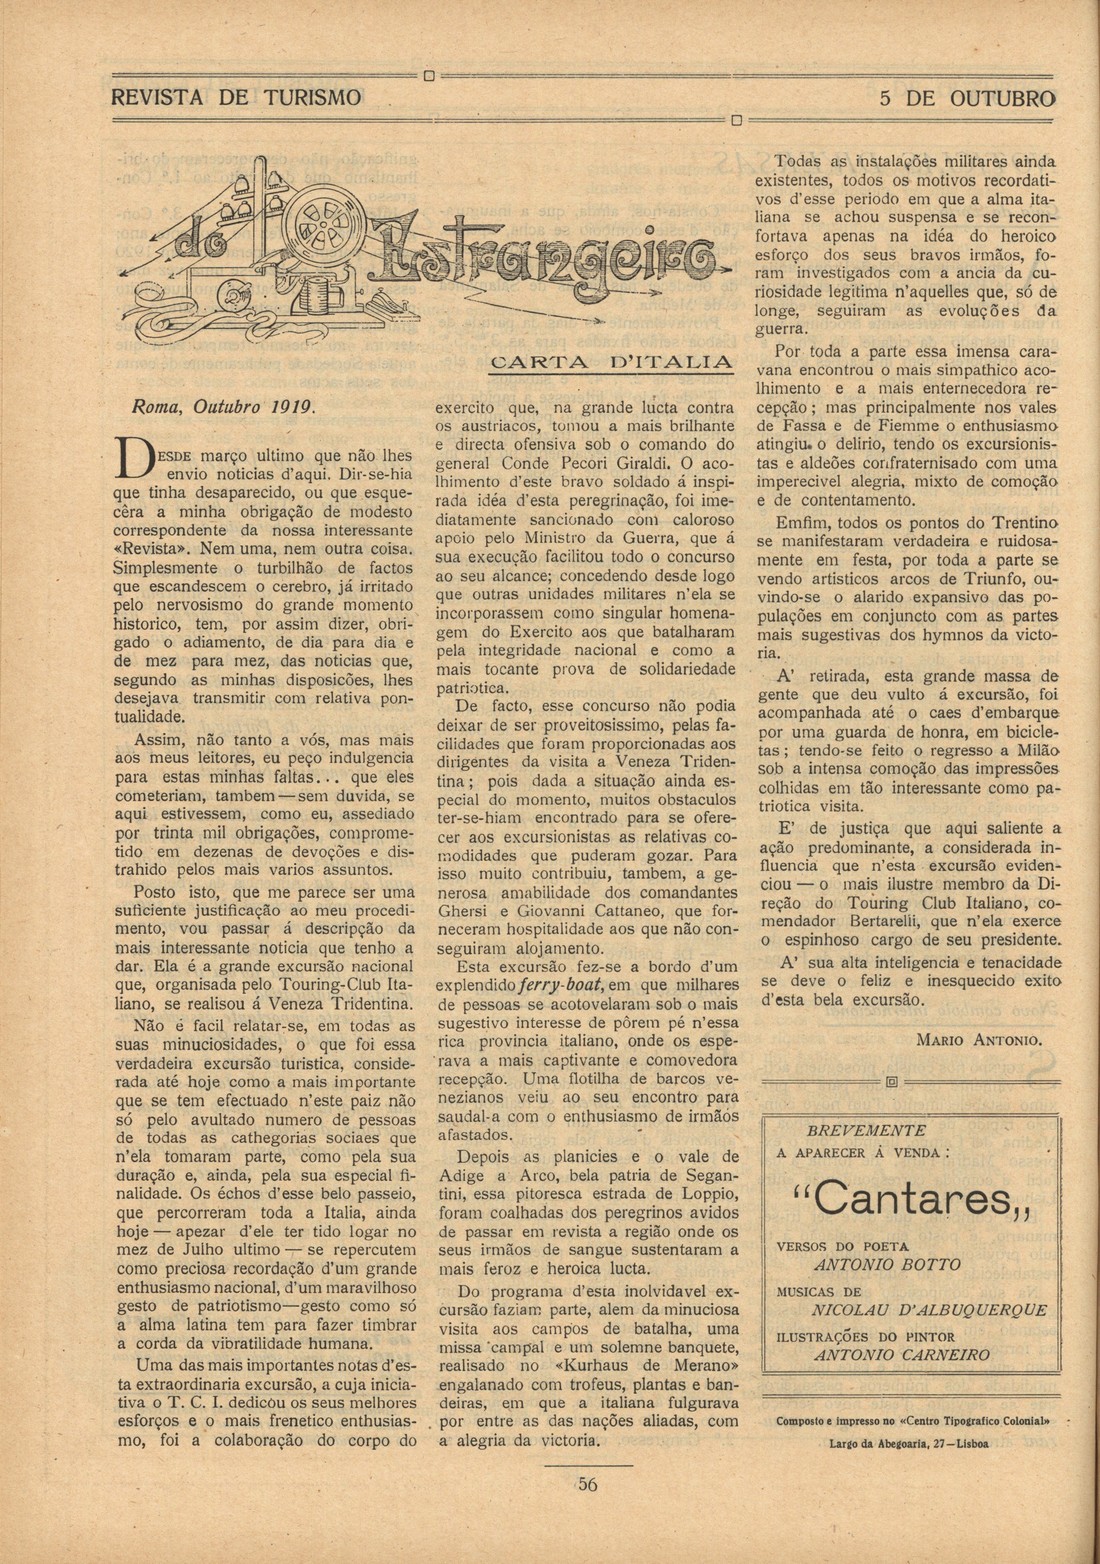 REVISTA DE TURISMO
5 DE OUTUBRO
do Estrangeiro
CARTA D'ITALIA
Roma, Outubro 1919.
DESDE março ultimo que não lhes
envio noticias d'aqui. Dir-se-hia
que tinha desaparecido, ou que esque-
cêra a minha obrigação de modesto
correspondente da nossa interessante
«Revista». Nem uma, nem outra coisa.
Simplesmente o turbilhão de factos
que escandescem o cerebro, já irritado
pelo nervosismo do grande momento
historico, tem, por assim dizer, obri-
gado o adiamento, de dia para dia e
de mez para mez, das noticias que,
segundo as minhas disposicões, lhes
desejava transmitir com relativa pon-
tualidade.
Assim, não tanto a vós, mas mais
aos meus leitores, eu peço indulgencia
para estas minhas faltas... que eles
cometeriam, tambem—sem duvida, se
aqui estivessem, como eu, assediado
por trinta mil obrigações, comprome-
tido em dezenas de devoções e dis-
trahido pelos mais varios assuntos.
Posto isto, que me parece ser uma
suficiente justificação ao meu procedi-
mento, vou passar á descripção da
mais interessante noticia que tenho a
dar. Ela é a grande excursão nacional
que, organisada pelo Touring-Club Ita-
liano, se realisou á Veneza Tridentina.
Não é facil relatar-se, em todas as
suas minuciosidades, o que foi essa
verdadeira excursão turistica, conside-
rada até hoje como a mais importante
que se tem efectuado n'este paiz não
só pelo avultado numero de pessoas
de todas as cathegorias sociaes que
n'ela tomaram parte, como pela sua
duração e, ainda, pela sua especial fi-
nalidade. Os échos d'esse belo passeio,
que percorreram toda a Italia, ainda
hoje — apezar d'ele ter tido logar no
mez de Julho ultimo — se repercutem
como preciosa recordação d'um grande
enthusiasmo nacional, d'um maravilhoso
gesto de patriotismo—gesto como só
a alma latina tem para fazer timbrar
a corda da vibratilidade humana.
Uma das mais importantes notas d'es-
ta extraordinaria excursão, a cuja inicia-
tiva o T. C. I. dedicou os seus melhores
esforços e o mais frenetico enthusias-
mo, foi a colaboração do corpo do
exercito que, na grande lucta contra
os austriacos, tomou a mais brilhante
e directa ofensiva sob o comando do
general Conde Pecori Giraldi. O aco-
lhimento d'este bravo soldado á inspi-
rada idéa d'esta peregrinação, foi ime-
diatamente sancionado com caloroso
apoio pelo Ministro da Guerra, que á
sua execução facilitou todo o concurso
ao seu alcance; concedendo desde logo
que outras unidades militares n'ela se
incorporassem como singular homena-
gem do Exercito aos que batalharam
pela integridade nacional e como a
mais tocante prova de solidariedade
patriotica.
De facto, esse concurso não podia
deixar de ser proveitosissimo, pelas fa-
cilidades que foram proporcionadas aos
dirigentes da visita a Veneza Triden-
tina; pois dada a situação ainda es-
pecial do momento, muitos obstaculos
ter-se-hiam encontrado para se ofere-
cer aos excursionistas as relativas co-
modidades que puderam gozar. Para
isso muito contribuiu, tambem, a ge-
nerosa amabilidade dos comandantes
Ghersi e Giovanni Cattaneo, que for-
neceram hospitalidade aos que não con-
seguiram alojamento.
Esta excursão fez-se a bordo d'um
explendido ferry-boat, em que milhares
de pessoas se acotovelaram sob o mais
sugestivo interesse de pôrem pé n'essa
rica provincia italiano, onde os espe-
rava a mais captivante e comovedora
recepção. Uma flotilha de barcos ve-
nezianos veiu ao seu encontro para
saudal-a com o enthusiasmo de irmãos
afastados.
Depois as planicies e o vale de
Adige a Arco, bela patria de Segan-
tini, essa pitoresca estrada de Loppio,
foram coalhadas dos peregrinos avidos
de passar em revista a região onde os
seus irmãos de sangue sustentaram a
mais feroz e heroica lucta.
Do programa d'esta inolvidavel ex-
cursão faziam parte, alem da minuciosa
visita aos campos de batalha, uma
missa campal e um solemne banquete,
realisado no «Kurhaus de Merano»
engalanado com trofeus, plantas e ban-
deiras, em que a italiana fulgurava
por entre as das nações aliadas, com
a alegria da victoria.
Todas as instalações militares ainda
existentes, todos os motivos recordati-
vos d'esse periodo em que a alma ita-
liana se achou suspensa e se recon-
fortava apenas na idéa do heroico
esforço dos seus bravos irmãos, fo-
ram investigados com a ancia da cu-
riosidade legitima n'aquelles que, só de
longe, seguiram as evoluções da
guerra.
Por toda a parte essa imensa cara-
vana encontrou o mais simpathico aco-
lhimento e a mais enternecedora re-
cepção; mas principalmente nos vales
de Fassa e de Fiemme o enthusiasmo
atingiu o delirio, tendo os excursionis-
tas e aldeões confraternisado com uma
imperecivel alegria, mixto de comoção
e de contentamento.
Emfim, todos os pontos do Trentino
se manifestaram verdadeira e ruidosa-
mente em festa, por toda a parte se
vendo artisticos arcos de Triunfo, ou-
vindo-se o alarido expansivo das po-
pulações em conjuncto com as partes
mais sugestivas dos hymnos da victo-
ria.
A' retirada, esta grande massa de
gente que deu vulto á excursão, foi
acompanhada até o caes d'embarque
por uma guarda de honra, em bicicle-
tas; tendo-se feito o regresso a Milão
sob a intensa comoção das impressões
colhidas em tão interessante como pa-
triotica visita.
E' de justiça que aqui saliente a
ação predominante, a considerada in-
fluencia que n'esta excursão eviden-
ciou — o mais ilustre membro da Di-
reção do Touring Club Italiano, co-
mendador Bertarelli, que n'ela exerce
o espinhoso cargo de seu presidente.
A' sua alta inteligencia e tenacidade
se deve o feliz e inesquecido exito
d'esta bela excursão.
MARIO ANTONIO.
BREVEMENTE
A APARECER Á VENDA:
“Cantares„
VERSOS DO POETA
ANTONIO BOTTO
MUSICAS DE
NICOLAU D'ALBUQUERQUE
ILUSTRAÇÕES DO PINTOR
ANTONIO CARNEIRO
Composto e impresso no «Centro Tipografico Colonial»
Largo da Abegoaria, 27—Lisboa
56